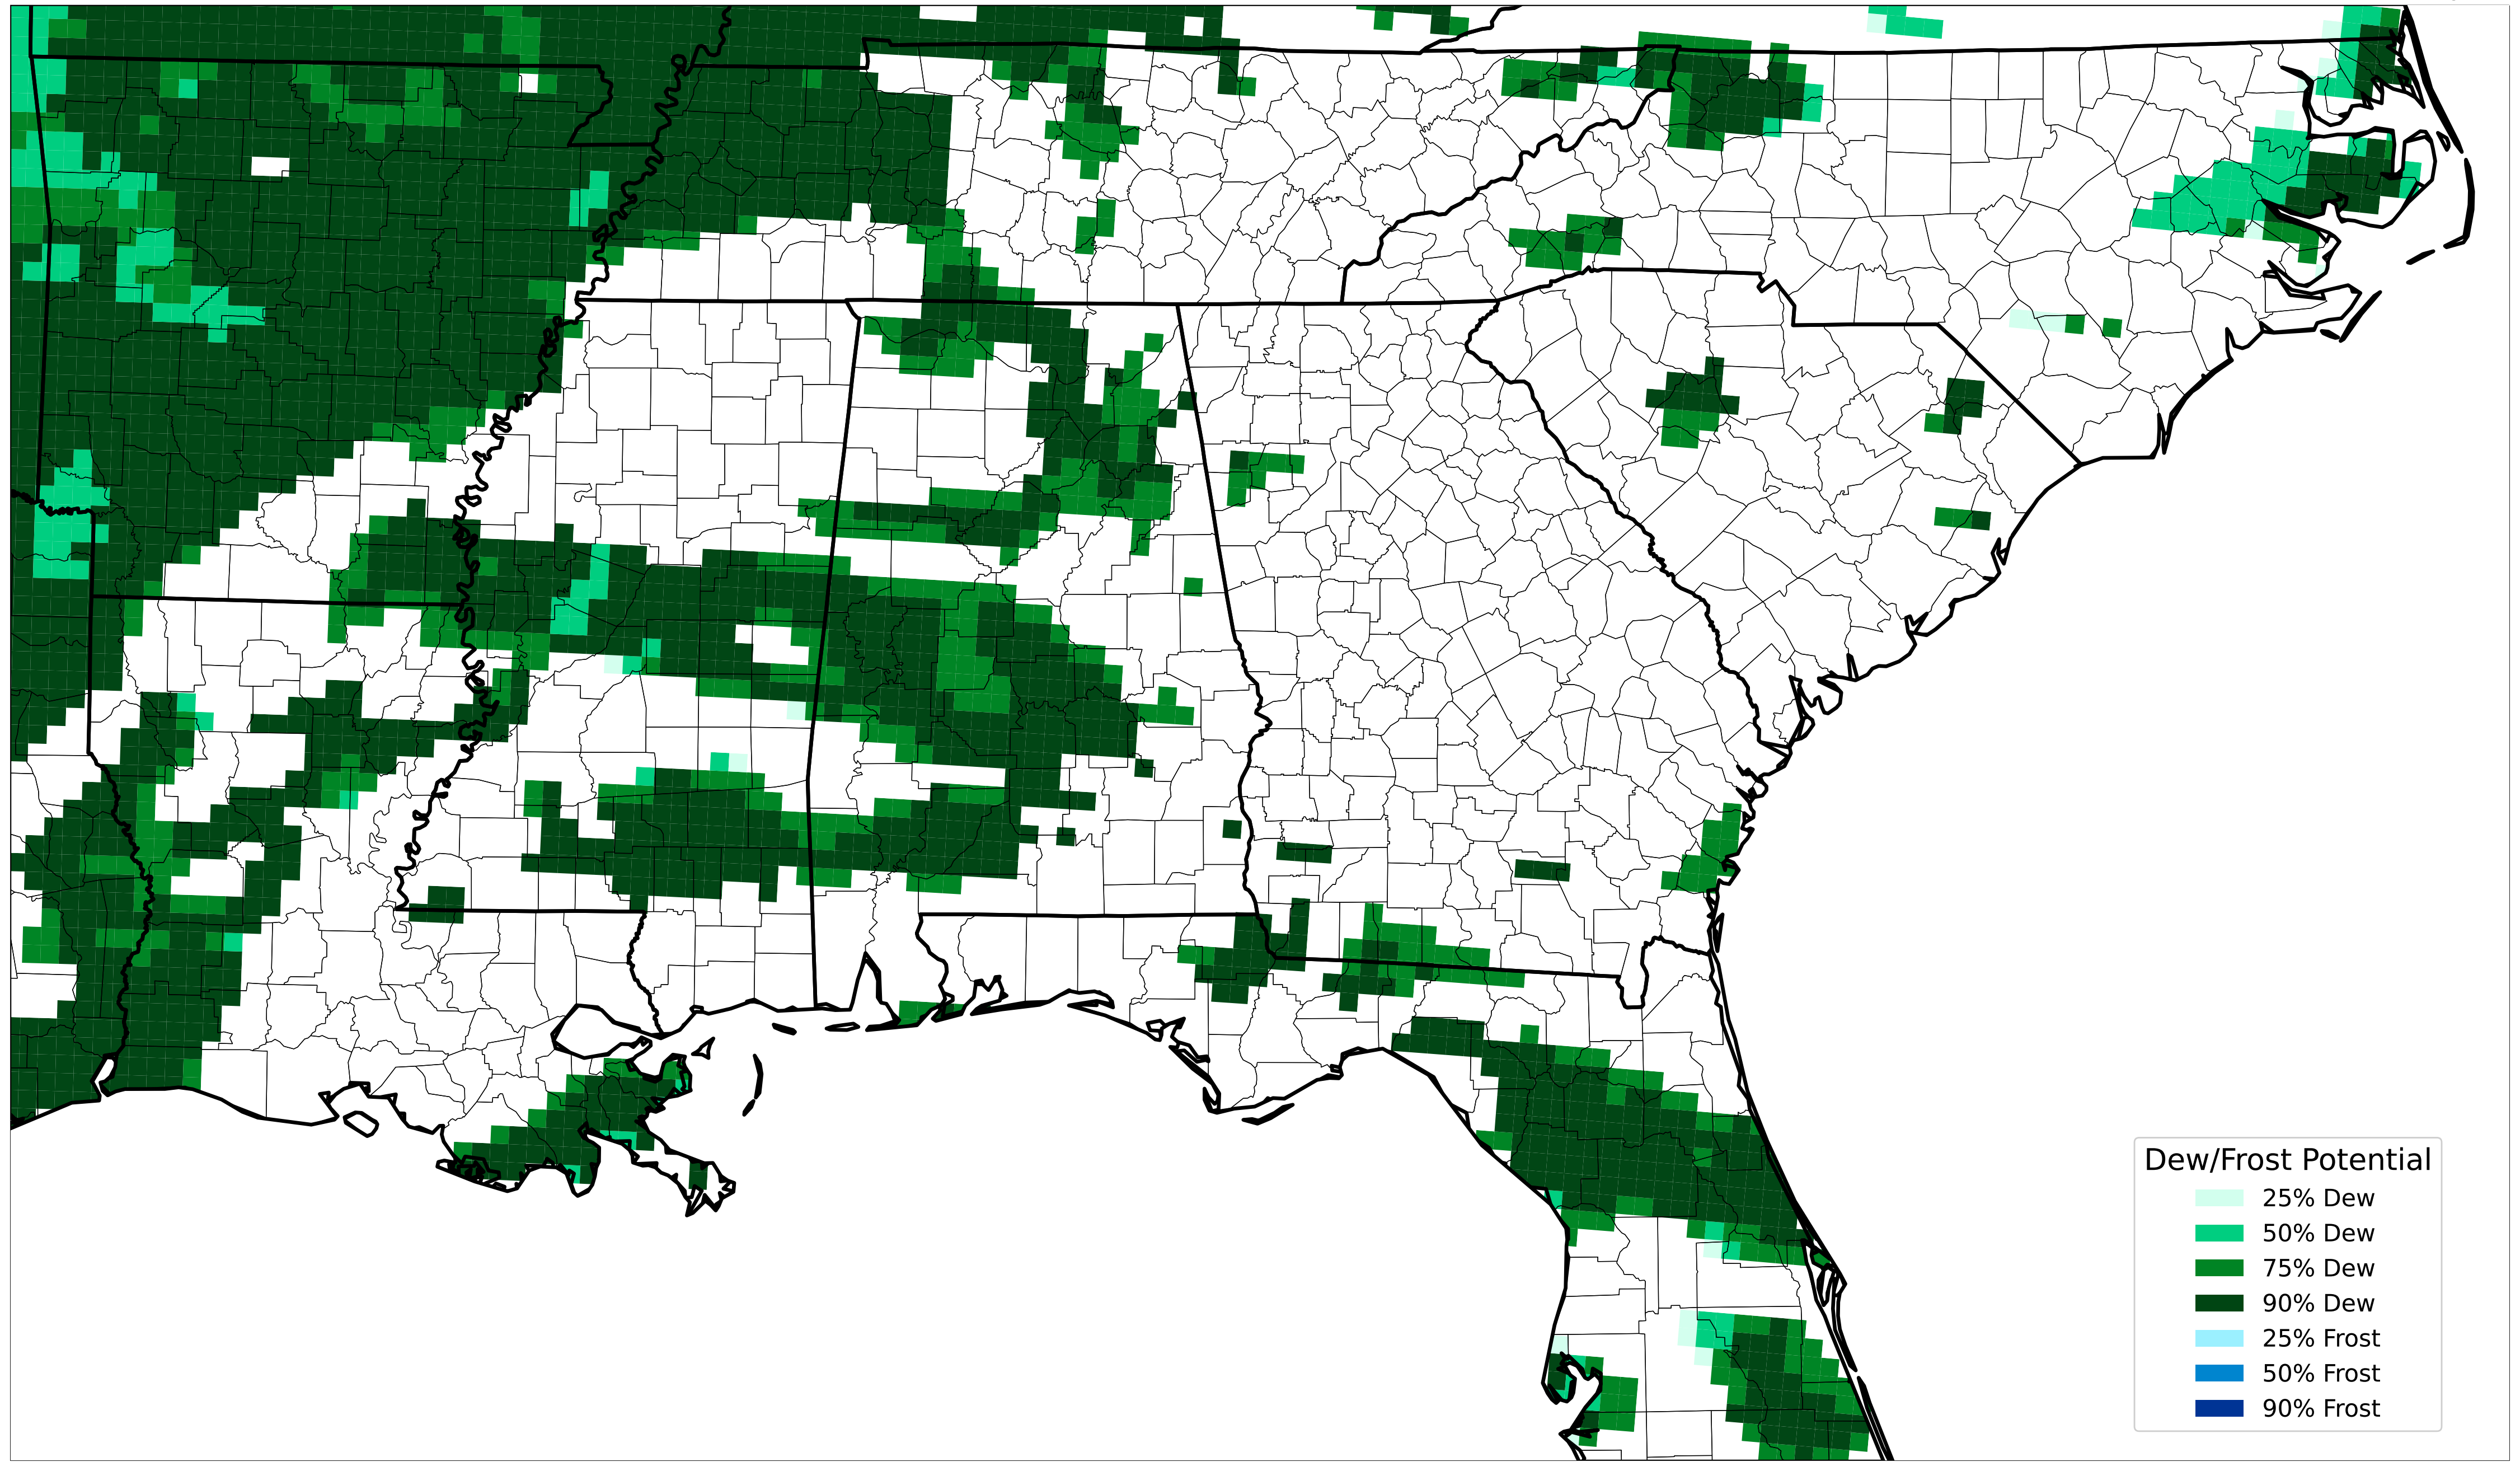 Dew/Frost Potential
25% Dew
50% Dew
75% Dew
90% Dew
25% Frost
50% Frost
90% Frost